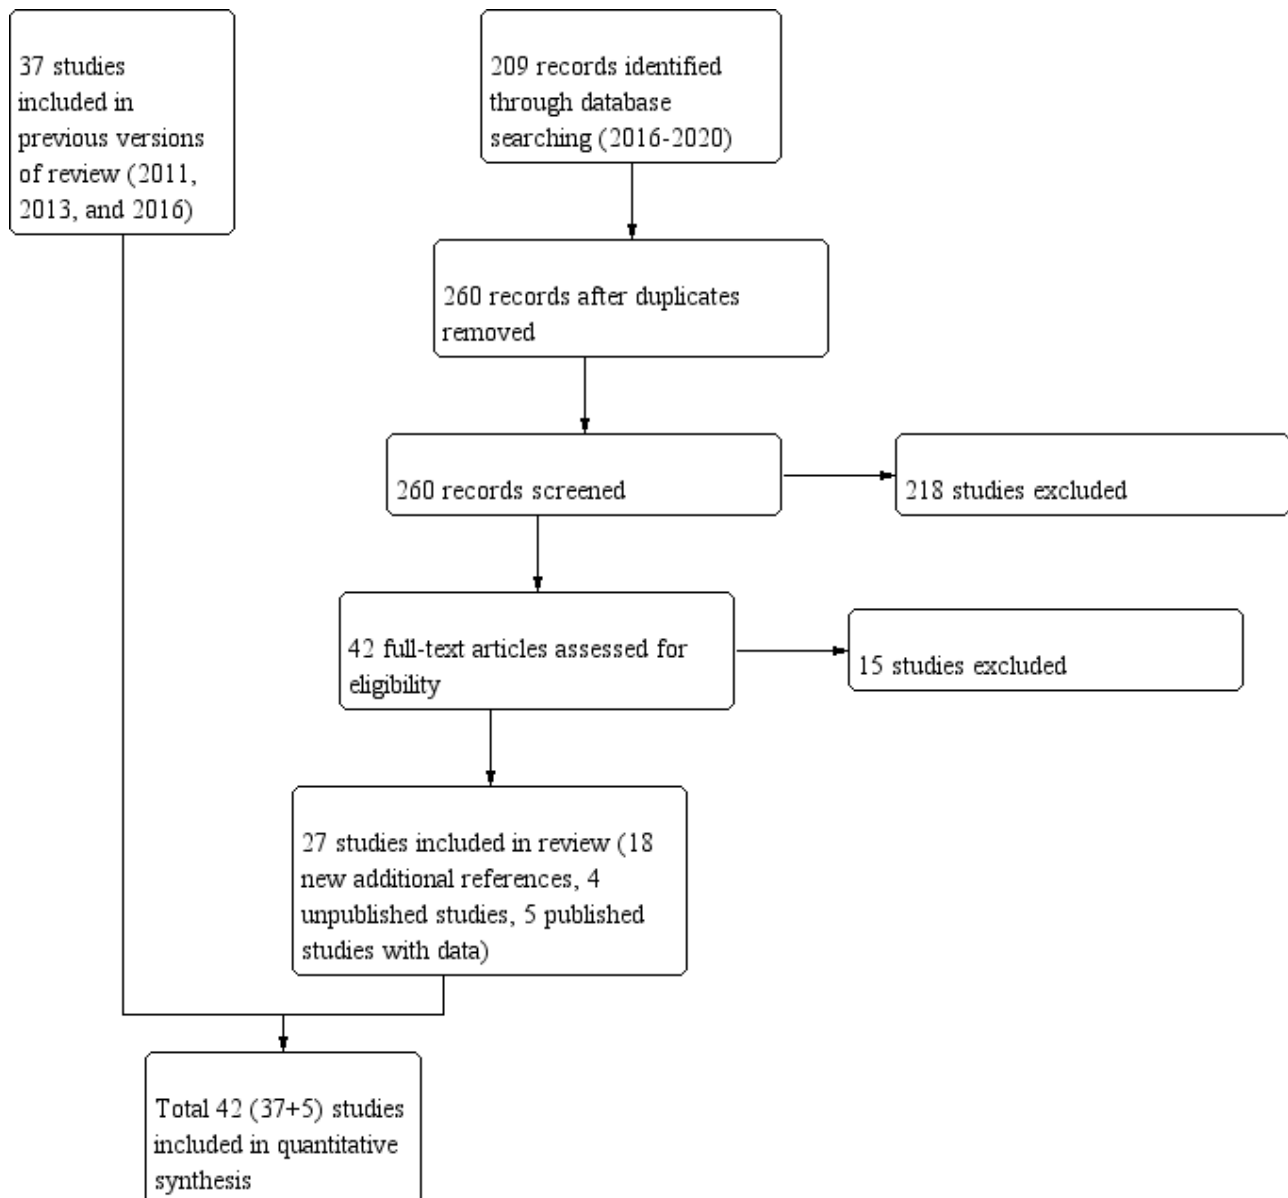 37 studies
included in
previous versions
of review (2011,
2013, and 2016)
209 records identified
through database
searching (2016-2020)
260 records after duplicates
removed
260 records screened
218 studies excluded
42 full-text articles assessed for
eligibility
15 studies excluded
27 studies included in review (18
new additional references, 4
unpublished studies, 5 published
studies with data)
Total 42 (37+5) studies
included in quantitative
synthesis